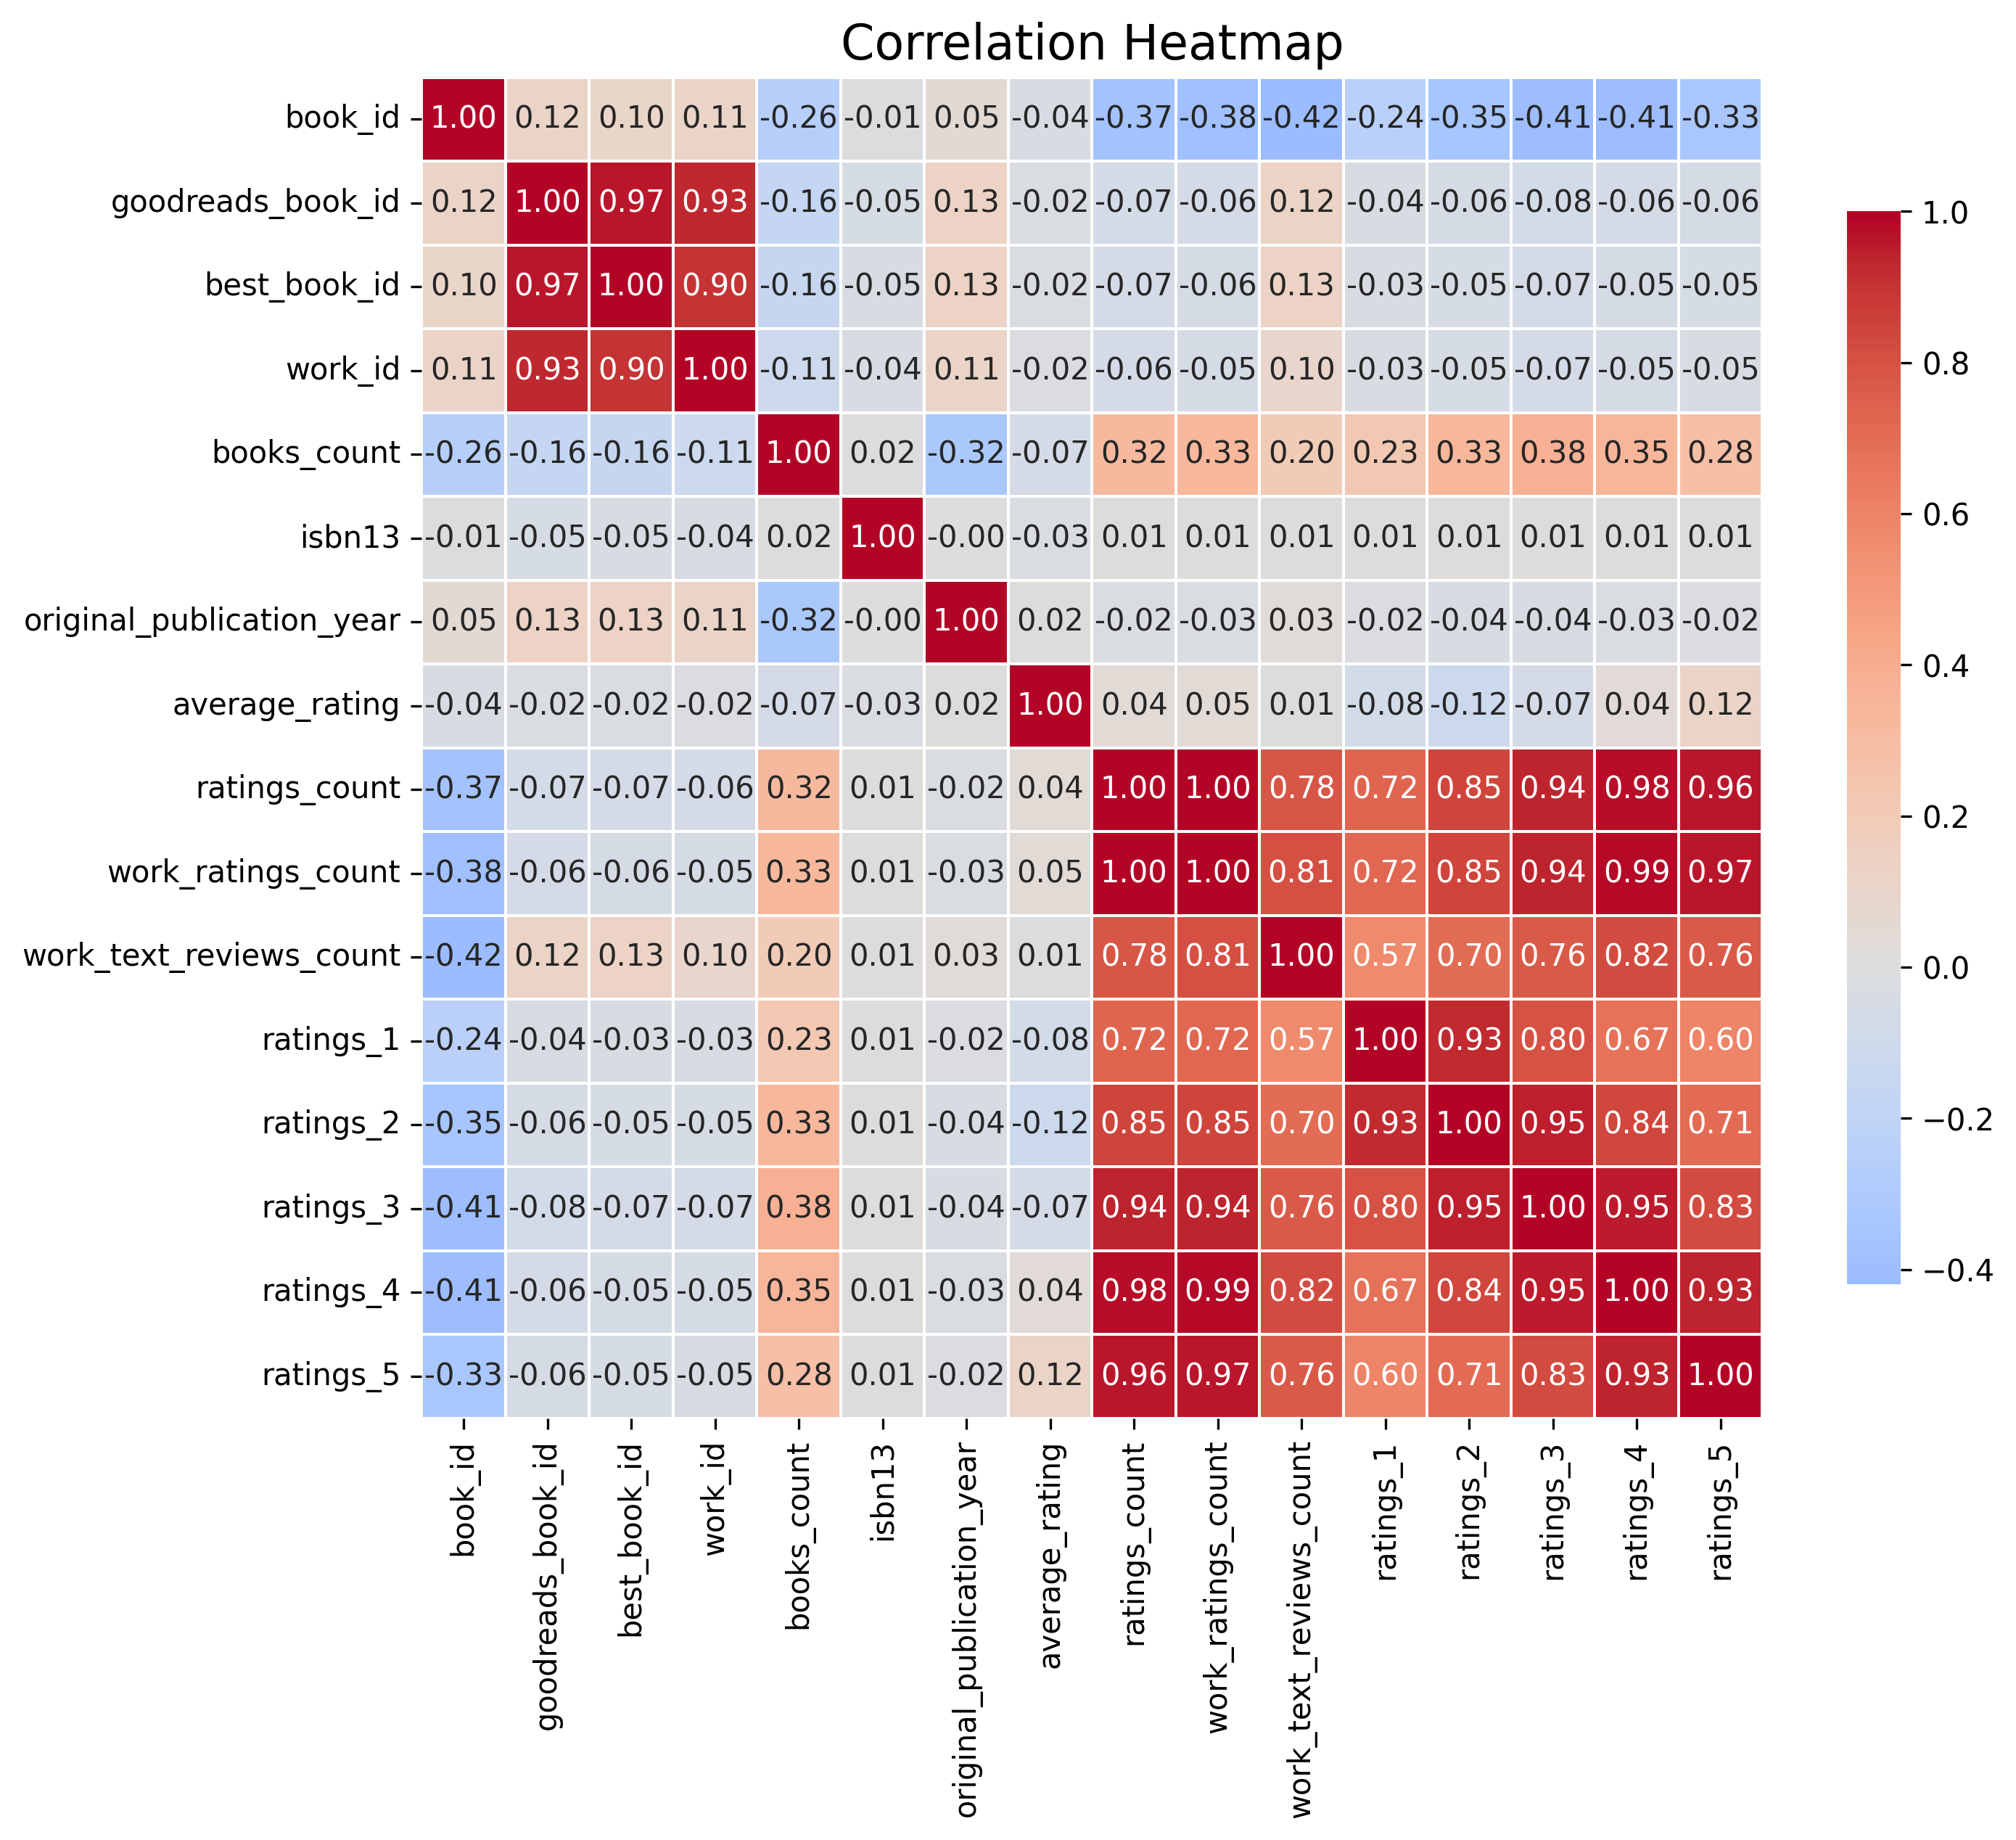 Correlation Heatmap
book_id 1.00 0.12 0.10 0.11 -0.26 -0.01 0.05 -0.04 -0.37 -0.38 -0.42 -0.24 -0.35 -0.41 -0.41 -0.33
goodreads_book_id 0.12 1.00 0.97 0.93 -0.16 -0.05 0.13 -0.02 -0.07 -0.06 0.12 -0.04 -0.06 -0.08 -0.06 -0.06
best_book_id 0.10 0.97 1.00 0.90 -0.16 -0.05 0.13 -0.02 -0.07 -0.06 0.13 -0.03 -0.05 -0.07 -0.05 -0.05
work_id 0.11 0.93 0.90 1.00 -0.11 -0.04 0.11 -0.02 -0.06 -0.05 0.10 -0.03 -0.05 -0.07 -0.05 -0.05
books_count -0.26 -0.16 -0.16 -0.11 1.00 0.02 -0.32 -0.07 0.32 0.33 0.20 0.23 0.33 0.38 0.35 0.28
isbn13 -0.01 -0.05 -0.05 -0.04 0.02 1.00 -0.00 -0.03 0.01 0.01 0.01 0.01 0.01 0.01 0.01 0.01
original_publication_year 0.05 0.13 0.13 0.11 -0.32 -0.00 1.00 0.02 -0.02 -0.03 0.03 -0.02 -0.04 -0.04 -0.03 -0.02
average_rating -0.04 -0.02 -0.02 -0.02 -0.07 -0.03 0.02 1.00 0.04 0.05 0.01 -0.08 -0.12 -0.07 0.04 0.12
ratings_count -0.37 -0.07 -0.07 -0.06 0.32 0.01 -0.02 0.04 1.00 1.00 0.78 0.72 0.85 0.94 0.98 0.96
work_ratings_count -0.38 -0.06 -0.06 -0.05 0.33 0.01 -0.03 0.05 1.00 1.00 0.81 0.72 0.85 0.94 0.99 0.97
work_text_reviews_count -0.42 0.12 0.13 0.10 0.20 0.01 0.03 0.01 0.78 0.81 1.00 0.57 0.70 0.76 0.82 0.76
ratings_1 -0.24 -0.04 -0.03 -0.03 0.23 0.01 -0.02 -0.08 0.72 0.72 0.57 1.00 0.93 0.80 0.67 0.60
ratings_2 -0.35 -0.06 -0.05 -0.05 0.33 0.01 -0.04 -0.12 0.85 0.85 0.70 0.93 1.00 0.95 0.84 0.71
ratings_3 -0.41 -0.08 -0.07 -0.07 0.38 0.01 -0.04 -0.07 0.94 0.94 0.76 0.80 0.95 1.00 0.95 0.83
ratings_4 -0.41 -0.06 -0.05 -0.05 0.35 0.01 -0.03 0.04 0.98 0.99 0.82 0.67 0.84 0.95 1.00 0.93
ratings_5 -0.33 -0.06 -0.05 -0.05 0.28 0.01 -0.02 0.12 0.96 0.97 0.76 0.60 0.71 0.83 0.93 1.00
book_id
goodreads_book_id
best_book_id
work_id
books_count
isbn13
original_publication_year
average_rating
ratings_count
work_ratings_count
work_text_reviews_count
ratings_1
ratings_2
ratings_3
ratings_4
ratings_5
1.0
0.8
0.6
0.4
0.2
0.0
−0.2
−0.4